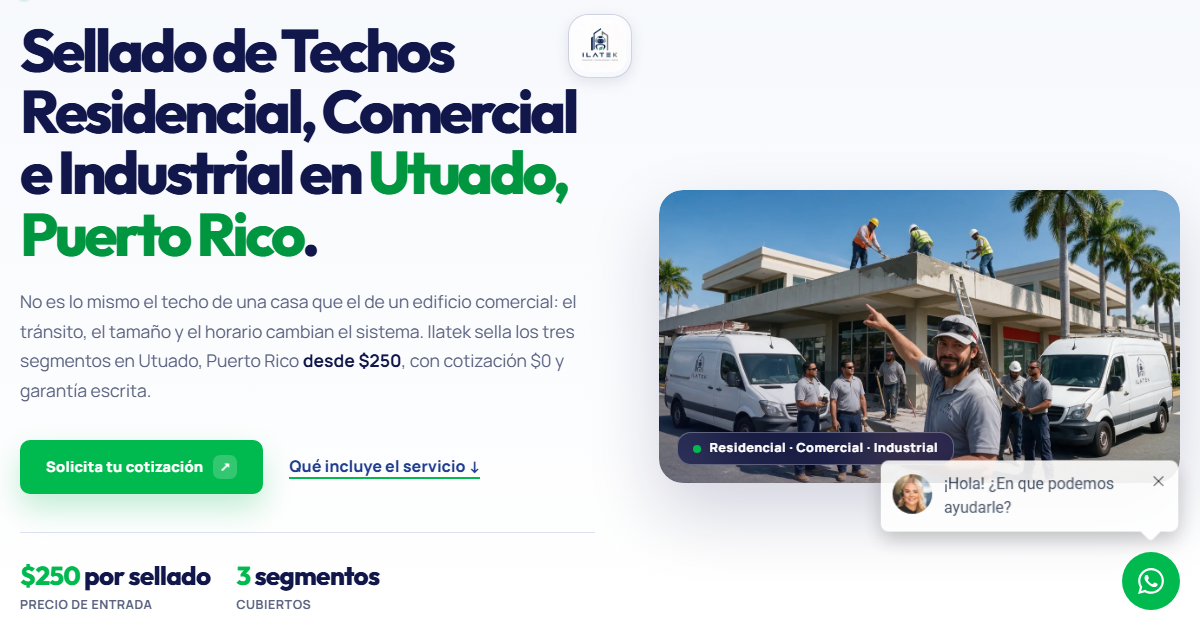 Sellado de Techos
Residencial, Comercial
e Industrial en Utuado,
Puerto Rico.
ILATEK
No es lo mismo el techo de una casa que el de un edificio comercial: el
tránsito, el tamaño y el horario cambian el sistema. Ilatek sella los tres
segmentos en Utuado, Puerto Rico desde $250, con cotización $0 y
garantía escrita.
Solicita tu cotización ↗
Qué incluye el servicio ↓
$250 por sellado
PRECIO DE ENTRADA
3 segmentos
CUBIERTOS
ILATEK
ILATEK
Residencial · Comercial · Industrial
¡Hola! ¿En que podemos
ayudarle?